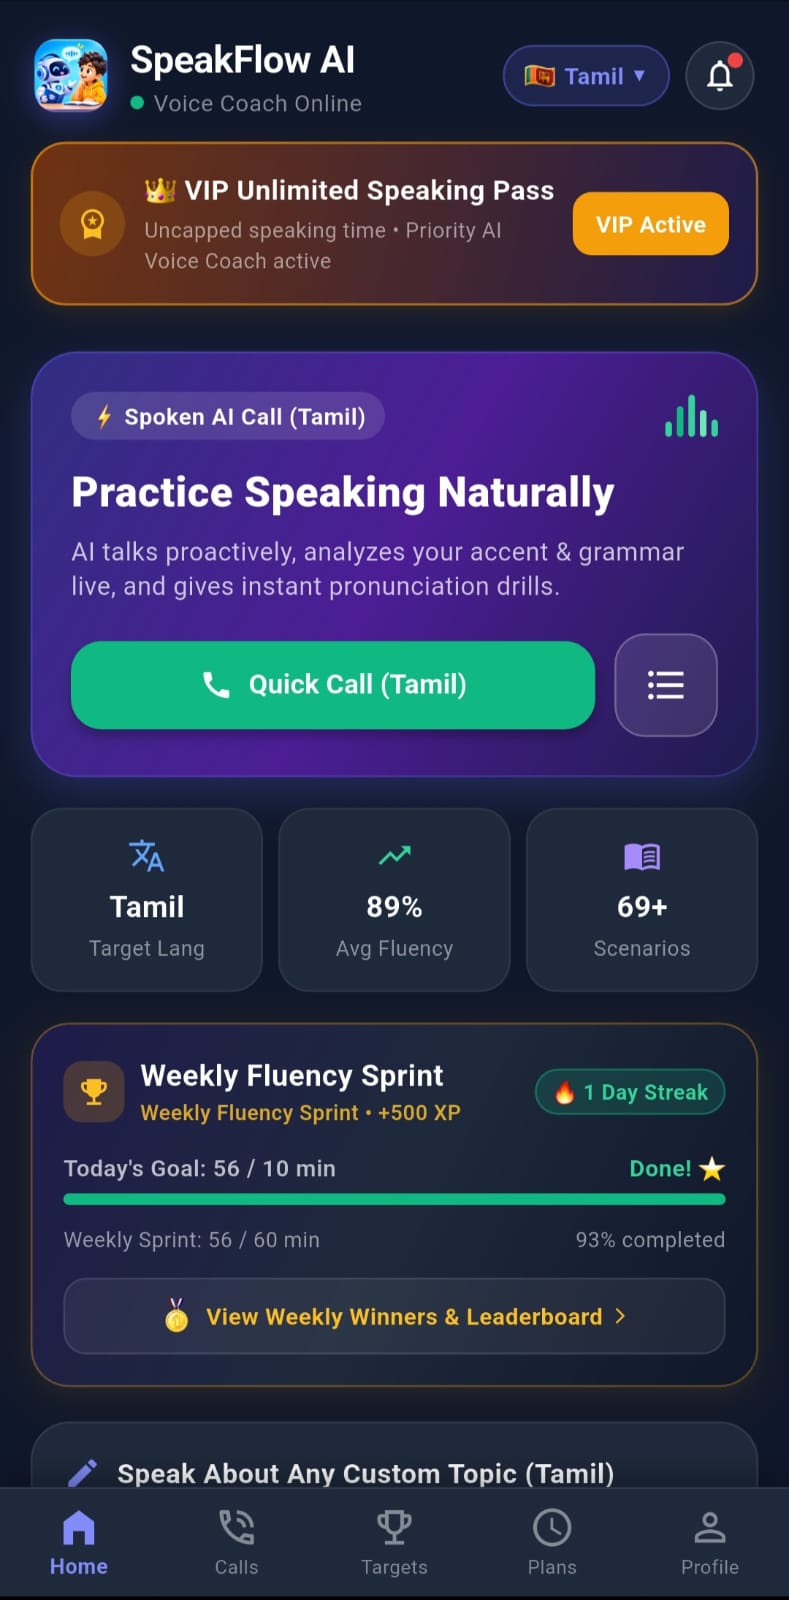 SpeakFlow AI
Voice Coach Online
Tamil ▼
👑 VIP Unlimited Speaking Pass
Uncapped speaking time • Priority AI
Voice Coach active
VIP Active
⚡ Spoken AI Call (Tamil)
Practice Speaking Naturally
AI talks proactively, analyzes your accent & grammar
live, and gives instant pronunciation drills.
Quick Call (Tamil)
Tamil
Target Lang
89%
Avg Fluency
69+
Scenarios
Weekly Fluency Sprint
Weekly Fluency Sprint • +500 XP
🔥 1 Day Streak
Today's Goal: 56 / 10 min
Done! ⭐
Weekly Sprint: 56 / 60 min
93% completed
🏅 View Weekly Winners & Leaderboard >
Speak About Any Custom Topic (Tamil)
Home
Calls
Targets
Plans
Profile